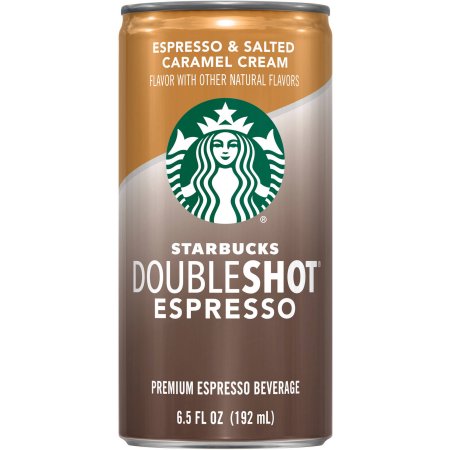 ESPRESSO & SALTED
CARAMEL CREAM
FLAVOR WITH OTHER NATURAL FLAVORS
®
STARBUCKS
DOUBLESHOT®
ESPRESSO
PREMIUM ESPRESSO BEVERAGE
6.5 FL OZ (192 mL)